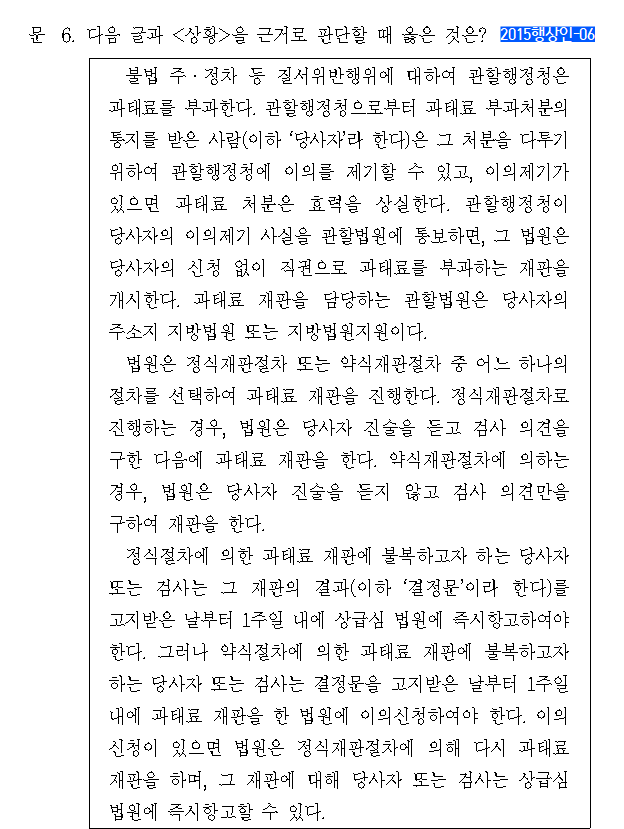 문 6. 다음 글과 <상황>을 근거로 판단할 때 옳은 것은? 2015행상인-06
불법 주·정차 등 질서위반행위에 대하여 관할행정청은
과태료를 부과한다. 관할행정청으로부터 과태료 부과처분의
통지를 받은 사람(이하 ‘당사자’라 한다)은 그 처분을 다투기
위하여 관할행정청에 이의를 제기할 수 있고, 이의제기가
있으면 과태료 처분은 효력을 상실한다. 관할행정청이
당사자의 이의제기 사실을 관할법원에 통보하면, 그 법원은
당사자의 신청 없이 직권으로 과태료를 부과하는 재판을
개시한다. 과태료 재판을 담당하는 관할법원은 당사자의
주소지 지방법원 또는 지방법원지원이다.
법원은 정식재판절차 또는 약식재판절차 중 어느 하나의
절차를 선택하여 과태료 재판을 진행한다. 정식재판절차로
진행하는 경우, 법원은 당사자 진술을 듣고 검사 의견을
구한 다음에 과태료 재판을 한다. 약식재판절차에 의하는
경우, 법원은 당사자 진술을 듣지 않고 검사 의견만을
구하여 재판을 한다.
정식절차에 의한 과태료 재판에 불복하고자 하는 당사자
또는 검사는 그 재판의 결과(이하 ‘결정문’이라 한다)를
고지받은 날부터 1주일 내에 상급심 법원에 즉시항고하여야
한다. 그러나 약식절차에 의한 과태료 재판에 불복하고자
하는 당사자 또는 검사는 결정문을 고지받은 날부터 1주일
내에 과태료 재판을 한 법원에 이의신청하여야 한다. 이의
신청이 있으면 법원은 정식재판절차에 의해 다시 과태료
재판을 하며, 그 재판에 대해 당사자 또는 검사는 상급심
법원에 즉시항고할 수 있다.